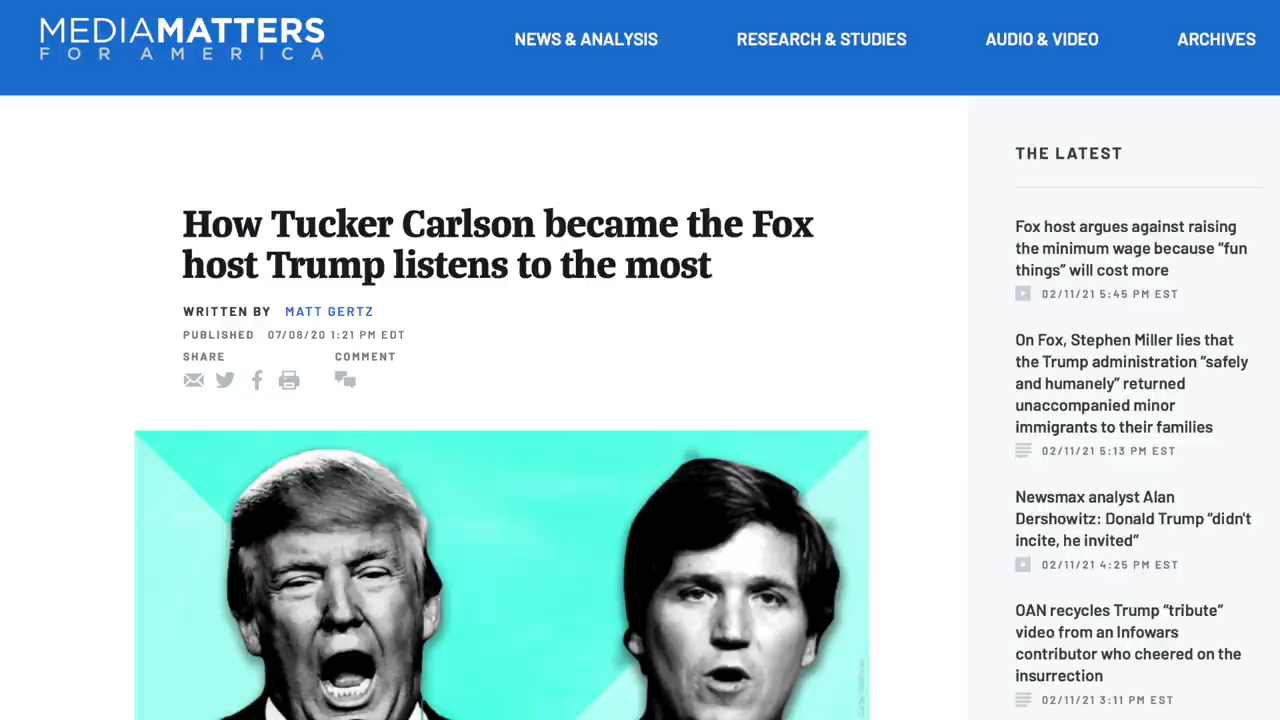 MEDIAMATTERS
FOR AMERICA
NEWS & ANALYSIS
RESEARCH & STUDIES
AUDIO & VIDEO
ARCHIVES
How Tucker Carlson became the Fox
host Trump listens to the most
WRITTEN BY MATT GERTZ
PUBLISHED 07/08/20 1:21 PM EDT
SHARE
COMMENT
THE LATEST
Fox host argues against raising
the minimum wage because “fun
things” will cost more
02/11/21 5:45 PM EST
On Fox, Stephen Miller lies that
the Trump administration “safely
and humanely” returned
unaccompanied minor
immigrants to their families
02/11/21 5:13 PM EST
Newsmax analyst Alan
Dershowitz: Donald Trump “didn't
incite, he invited”
02/11/21 4:25 PM EST
OAN recycles Trump “tribute”
video from an Infowars
contributor who cheered on the
insurrection
02/11/21 3:11 PM EST